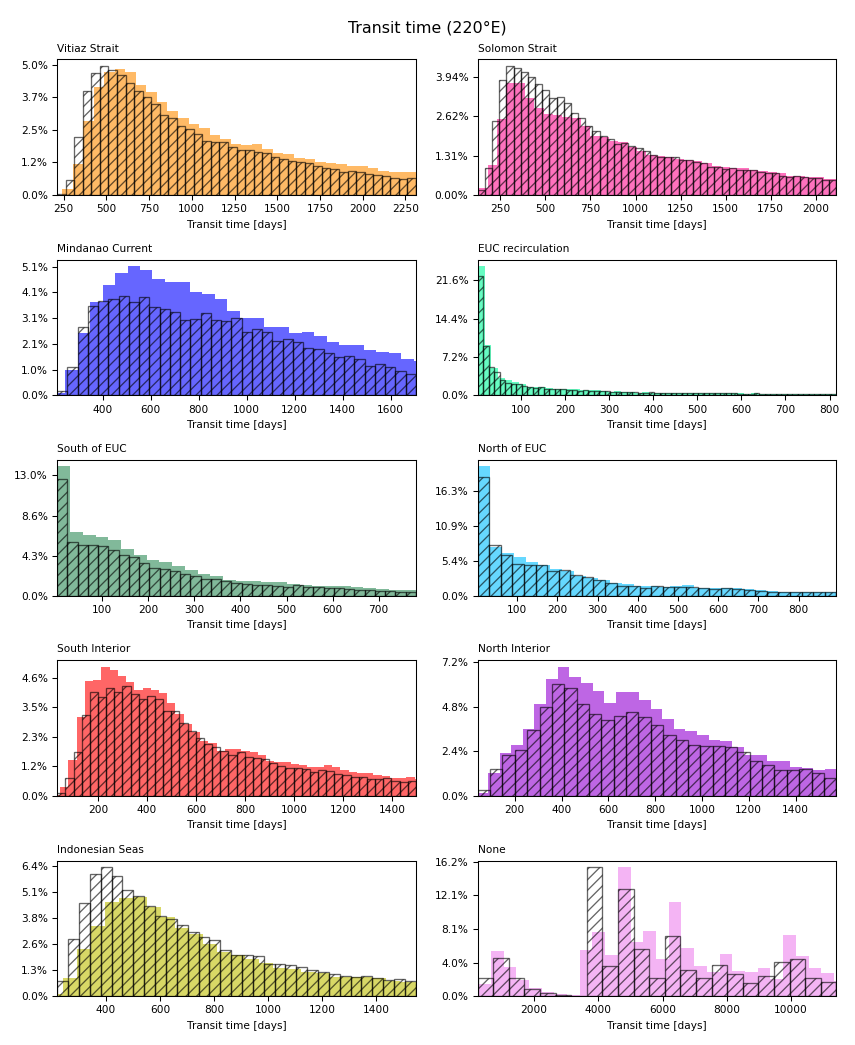 Transit time (220°E)
Vitiaz Strait
5.0%
3.7%
2.5%
1.2%
0.0%
250 500 750 1000 1250 1500 1750 2000 2250
Transit time [days]
Solomon Strait
3.94%
2.62%
1.31%
0.00%
250 500 750 1000 1250 1500 1750 2000
Transit time [days]
Mindanao Current
5.1%
4.1%
3.1%
2.1%
1.0%
0.0%
400 600 800 1000 1200 1400 1600
Transit time [days]
EUC recirculation
21.6%
14.4%
7.2%
0.0%
100 200 300 400 500 600 700 800
Transit time [days]
South of EUC
13.0%
8.6%
4.3%
0.0%
100 200 300 400 500 600 700
Transit time [days]
North of EUC
16.3%
10.9%
5.4%
0.0%
100 200 300 400 500 600 700 800
Transit time [days]
South Interior
4.6%
3.5%
2.3%
1.2%
0.0%
200 400 600 800 1000 1200 1400
Transit time [days]
North Interior
7.2%
4.8%
2.4%
0.0%
200 400 600 800 1000 1200 1400
Transit time [days]
Indonesian Seas
6.4%
5.1%
3.8%
2.6%
1.3%
0.0%
400 600 800 1000 1200 1400
Transit time [days]
None
16.2%
12.1%
8.1%
4.0%
0.0%
2000 4000 6000 8000 10000
Transit time [days]